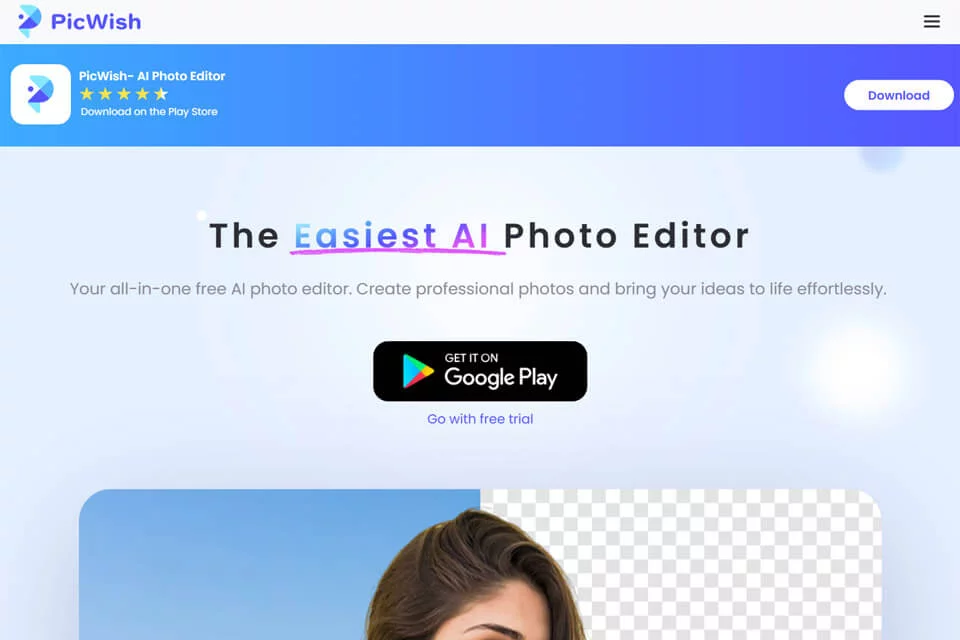 PicWish
PicWish- AI Photo Editor
Download on the Play Store
Download
The Easiest AI Photo Editor
Your all-in-one free AI photo editor. Create professional photos and bring your ideas to life effortlessly.
GET IT ON
Google Play
Go with free trial